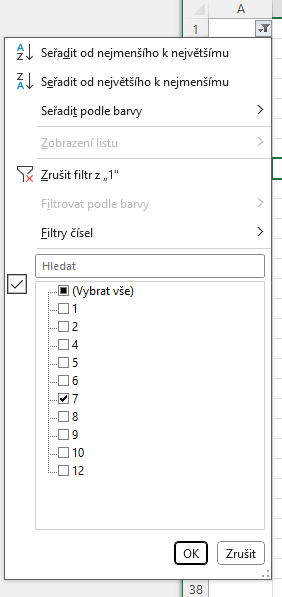 A
1
Seřadit od nejmenšího k největšímu
Seřadit od největšího k nejmenšímu
Seřadit podle barvy
Zobrazení listu
Zrušit filtr z „1“
Filtrovat podle barvy
Filtry čísel
Hledat
(Vybrat vše)
1
2
4
5
6
7
8
9
10
12
OK
Zrušit
38